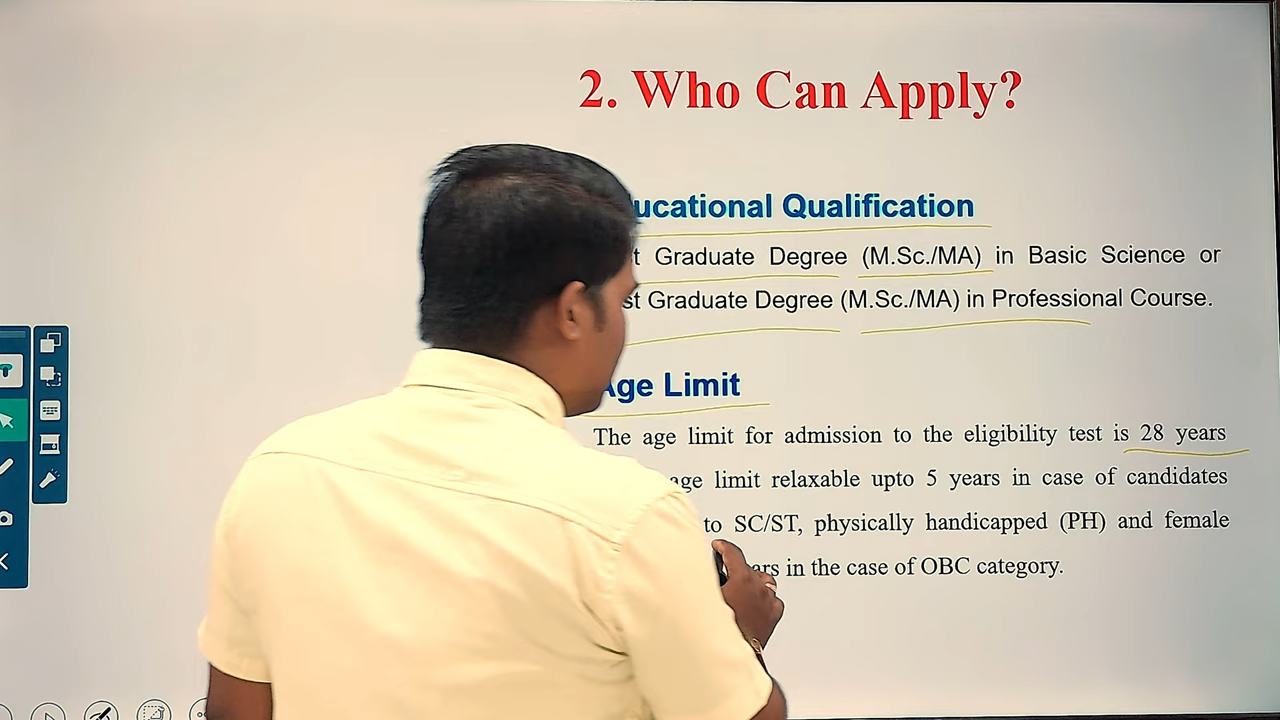 2. Who Can Apply?
ucational Qualification
t Graduate Degree (M.Sc./MA) in Basic Science or
st Graduate Degree (M.Sc./MA) in Professional Course.
Age Limit
The age limit for admission to the eligibility test is 28 years
age limit relaxable upto 5 years in case of candidates
to SC/ST, physically handicapped (PH) and female
ars in the case of OBC category.